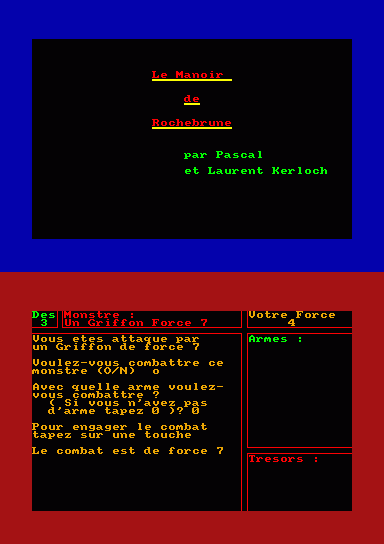 Le Manoir
de
Rochebrune
par Pascal
et Laurent Kerloch
Des
3
Monstre :
Un Griffon Force 7
Votre Force
4
Vous etes attaque par
un Griffon de force 7
Voulez-vous combattre ce
monstre (O/N)  o
Avec quelle arme voulez-
vous combattre ?
( Si vous n'avez pas
d'arme tapez 0 )? 0
Pour engager le combat
tapez sur une touche
Le combat est de force 7
Armes :
Tresors :